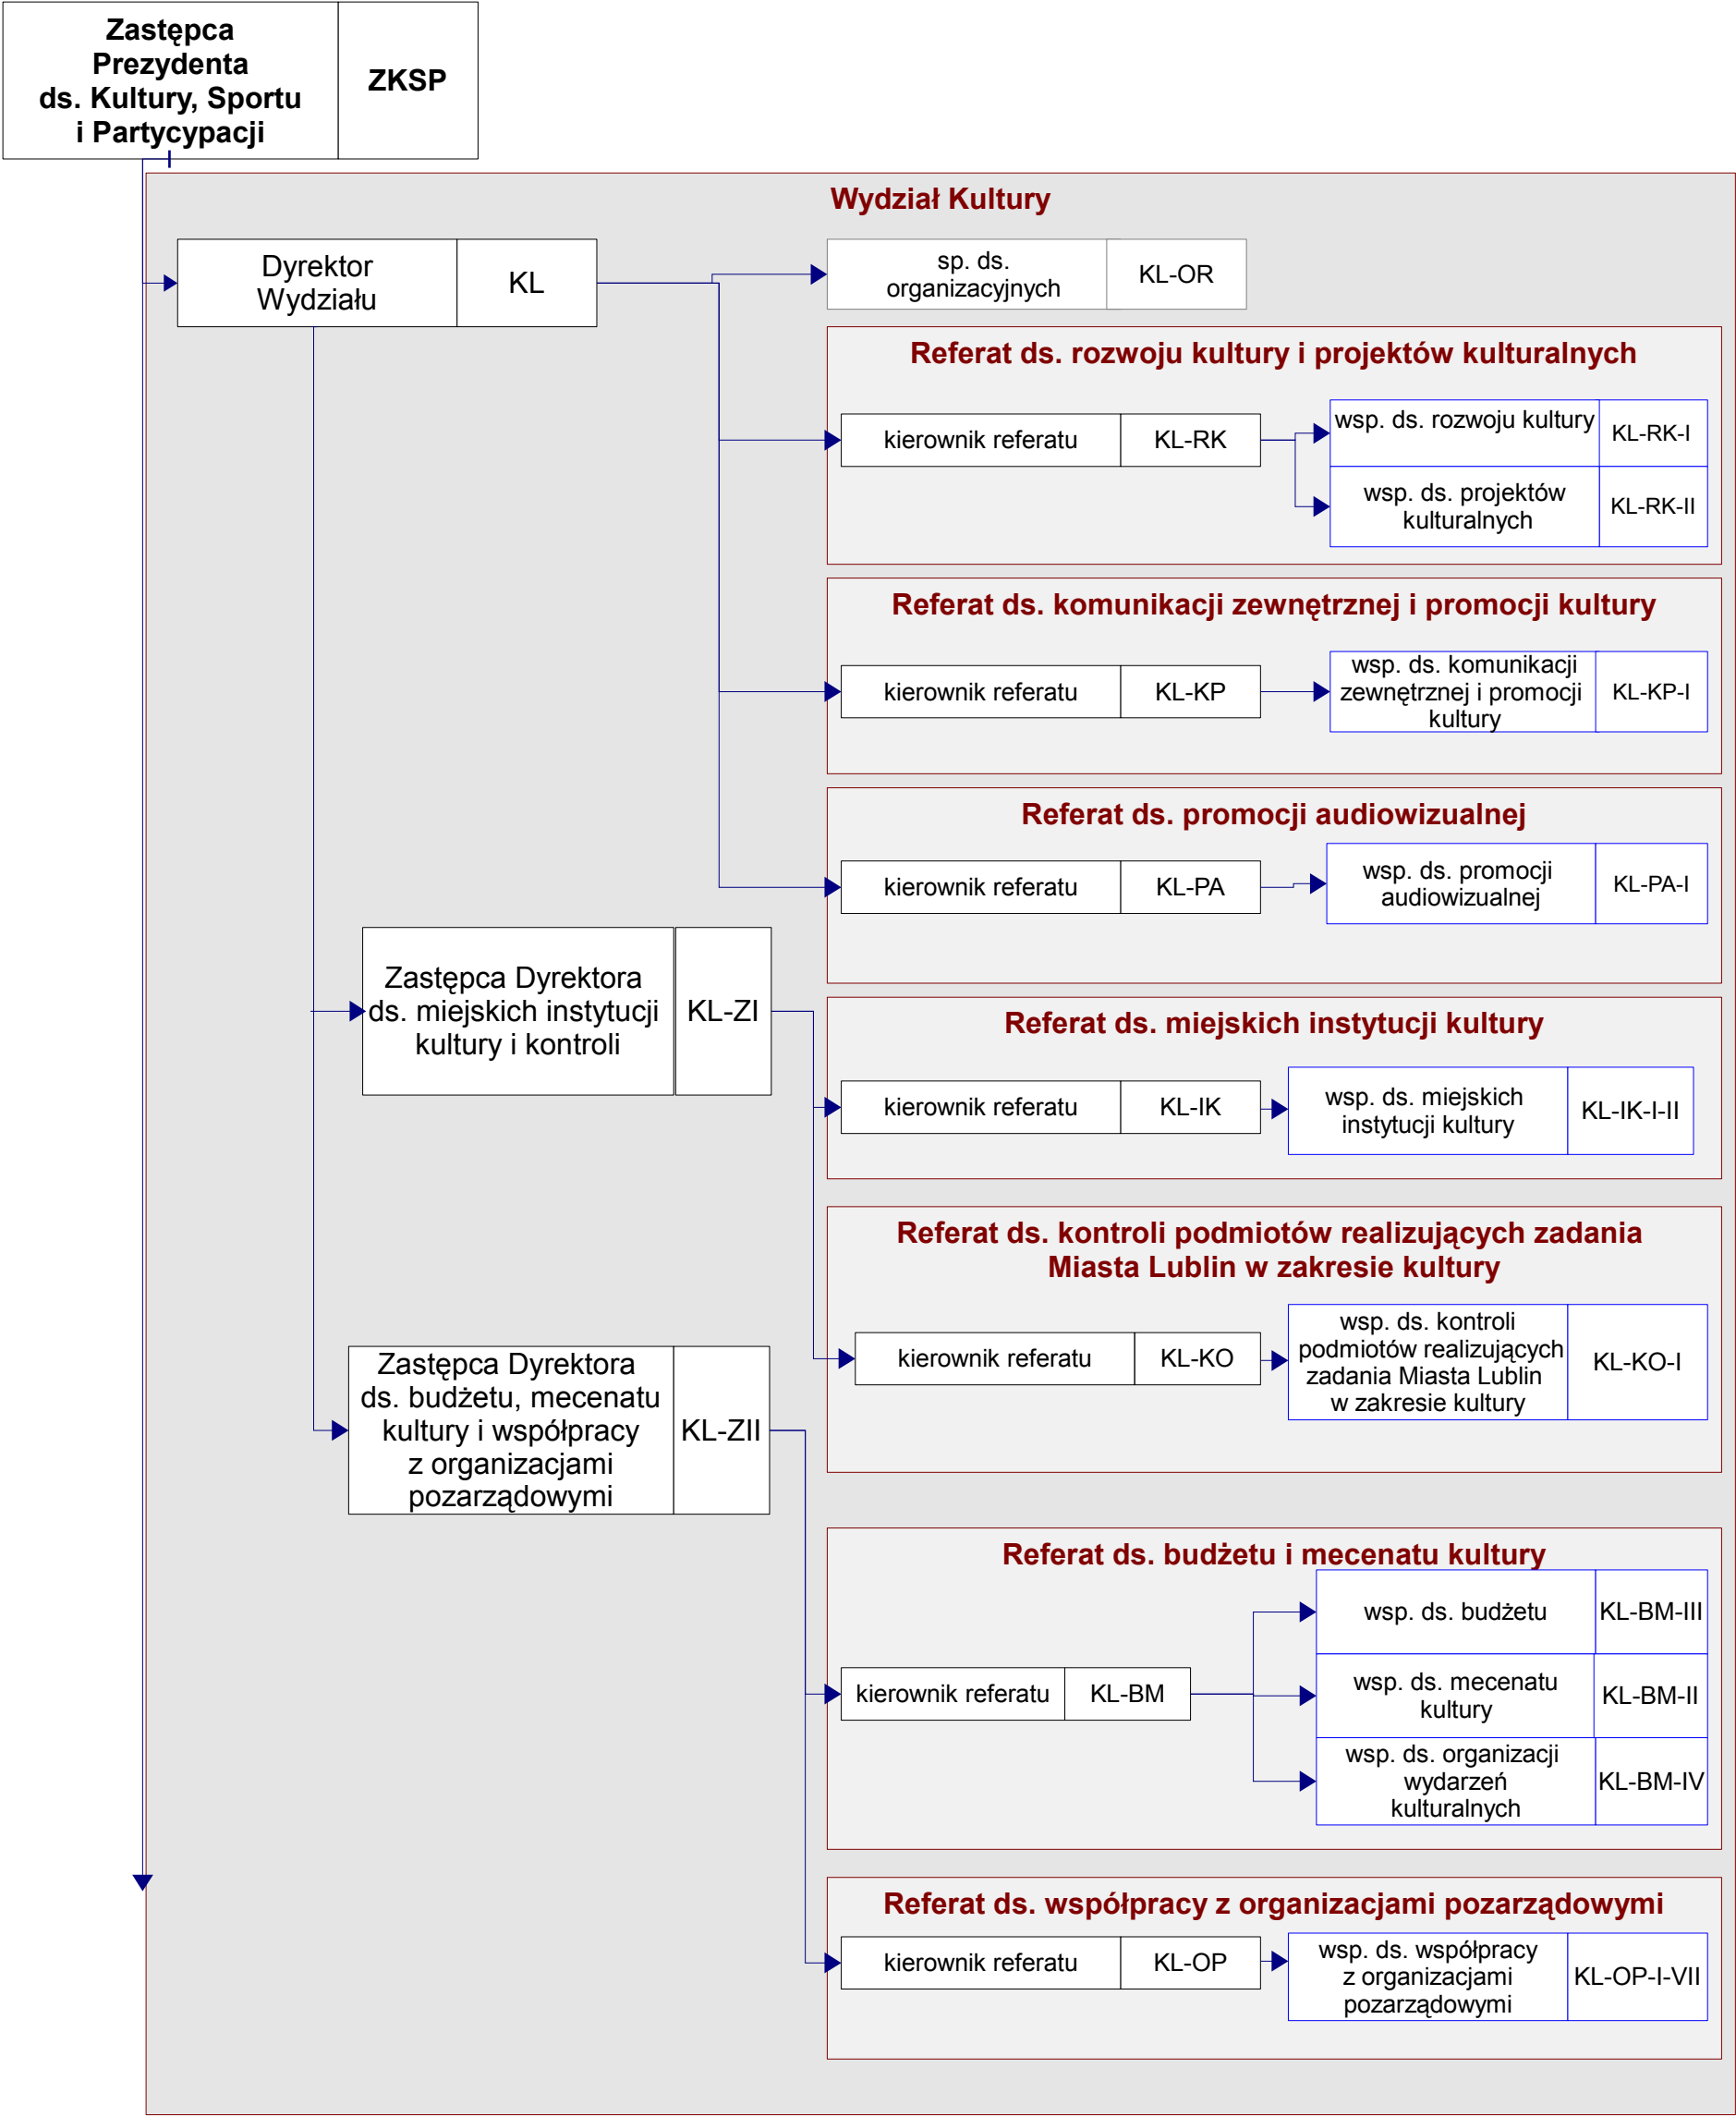 Zastępca
Prezydenta
ds. Kultury, Sportu
i Partycypacji
ZKSP
Wydział Kultury
Dyrektor
Wydziału
KL
sp. ds.
organizacyjnych
KL-OR
Referat ds. rozwoju kultury i projektów kulturalnych
kierownik referatu
KL-RK
wsp. ds. rozwoju kultury
KL-RK-I
wsp. ds. projektów
kulturalnych
KL-RK-II
Referat ds. komunikacji zewnętrznej i promocji kultury
kierownik referatu
KL-KP
wsp. ds. komunikacji
zewnętrznej i promocji
kultury
KL-KP-I
Referat ds. promocji audiowizualnej
kierownik referatu
KL-PA
wsp. ds. promocji
audiowizualnej
KL-PA-I
Zastępca Dyrektora
ds. miejskich instytucji
kultury i kontroli
KL-ZI
Referat ds. miejskich instytucji kultury
kierownik referatu
KL-IK
wsp. ds. miejskich
instytucji kultury
KL-IK-I-II
Referat ds. kontroli podmiotów realizujących zadania
Miasta Lublin w zakresie kultury
kierownik referatu
KL-KO
wsp. ds. kontroli
podmiotów realizujących
zadania Miasta Lublin
w zakresie kultury
KL-KO-I
Zastępca Dyrektora
ds. budżetu, mecenatu
kultury i współpracy
z organizacjami
pozarządowymi
KL-ZII
Referat ds. budżetu i mecenatu kultury
kierownik referatu
KL-BM
wsp. ds. budżetu
KL-BM-III
wsp. ds. mecenatu
kultury
KL-BM-II
wsp. ds. organizacji
wydarzeń
kulturalnych
KL-BM-IV
Referat ds. współpracy z organizacjami pozarządowymi
kierownik referatu
KL-OP
wsp. ds. współpracy
z organizacjami
pozarządowymi
KL-OP-I-VII